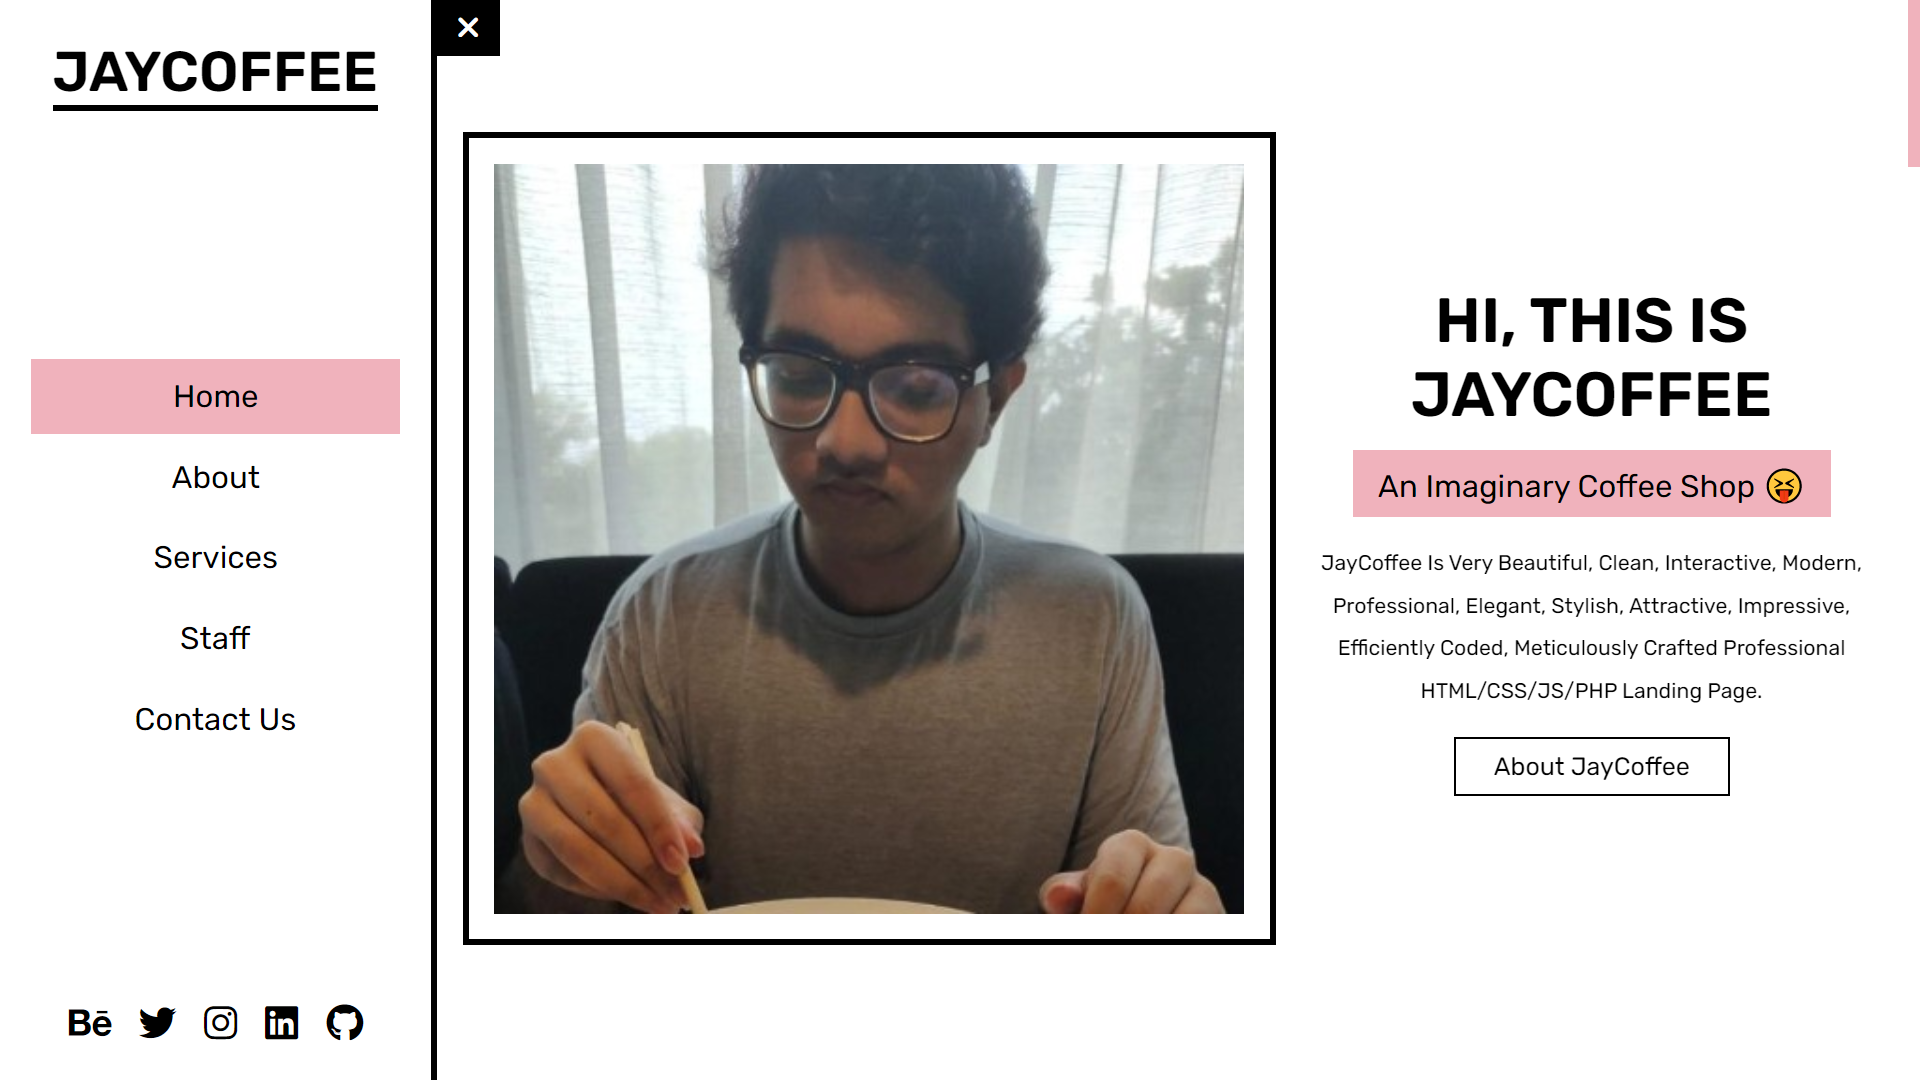 JAYCOFFEE
Home
About
Services
Staff
Contact Us
Bē
in
HI, THIS IS
JAYCOFFEE
An Imaginary Coffee Shop 😝
JayCoffee Is Very Beautiful, Clean, Interactive, Modern,
Professional, Elegant, Stylish, Attractive, Impressive,
Efficiently Coded, Meticulously Crafted Professional
HTML/CSS/JS/PHP Landing Page.
About JayCoffee